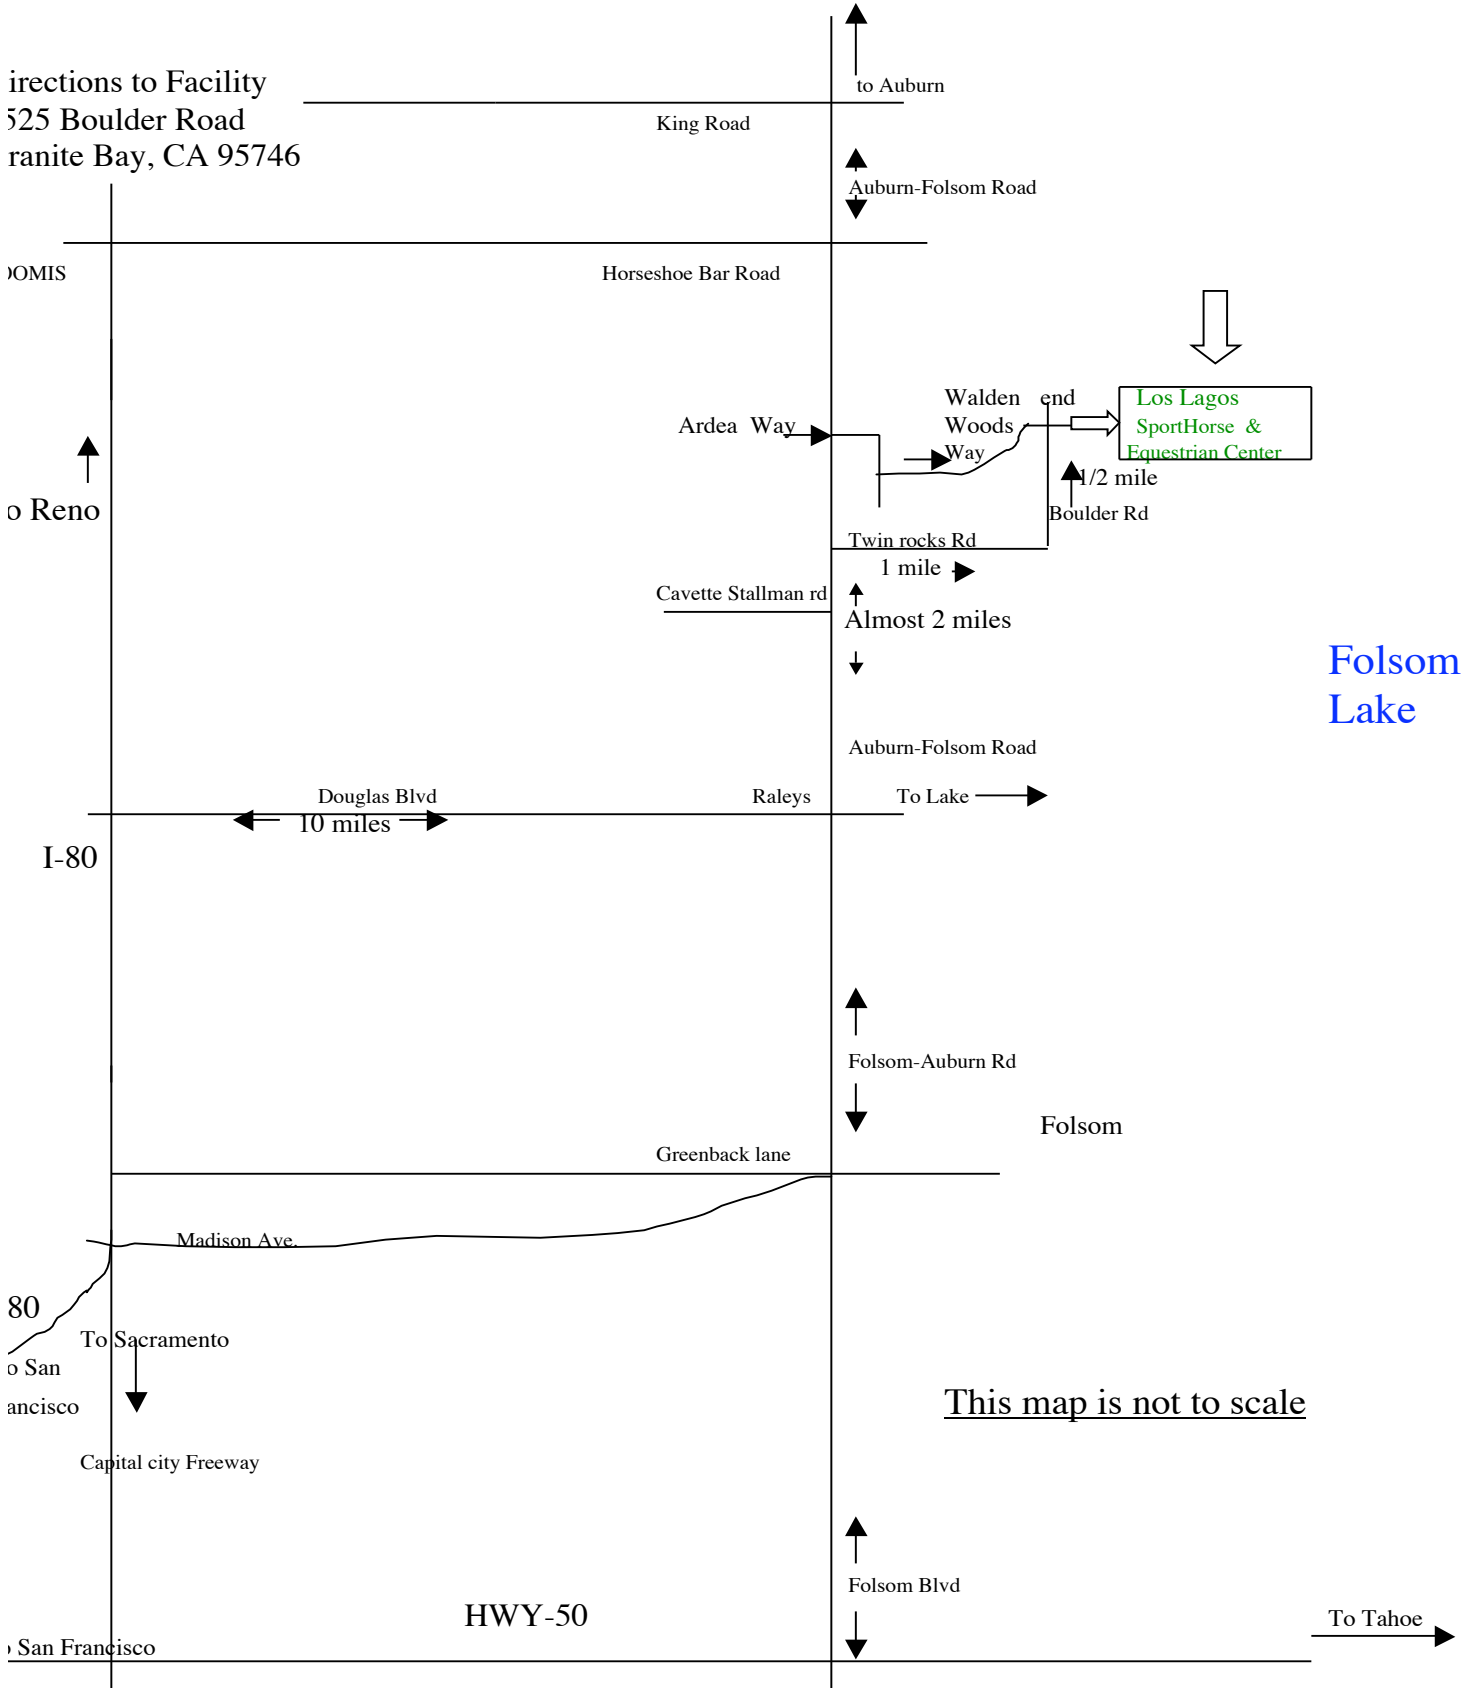 to Auburn
irections to Facility
525 Boulder Road
ranite Bay, CA 95746
King Road
Auburn-Folsom Road
OOMIS
Horseshoe Bar Road
Walden end
Woods
Way
Ardea Way
Los Lagos
SportHorse &
Equestrian Center
1/2 mile
Boulder Rd
o Reno
Twin rocks Rd
1 mile
Cavette Stallman rd
Almost 2 miles
Folsom
Lake
Auburn-Folsom Road
Douglas Blvd
10 miles
Raleys
To Lake
I-80
Folsom-Auburn Rd
Folsom
Greenback lane
Madison Ave.
80
To Sacramento
o San
ancisco
This map is not to scale
Capital city Freeway
Folsom Blvd
HWY-50
To Tahoe
San Francisco